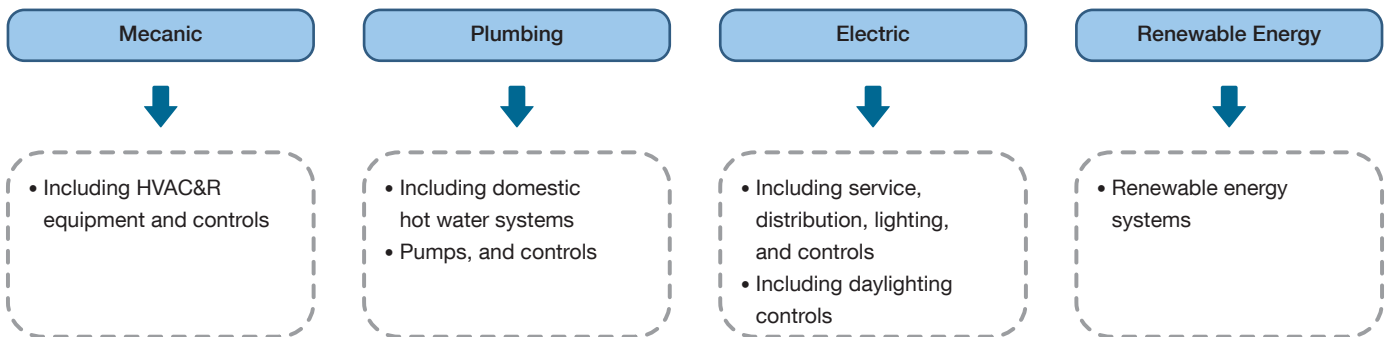 Mecanic
Plumbing
Electric
Renewable Energy
• Including HVAC&R
equipment and controls
• Including domestic
hot water systems
• Pumps, and controls
• Including service,
distribution, lighting,
and controls
• Including daylighting
controls
• Renewable energy
systems